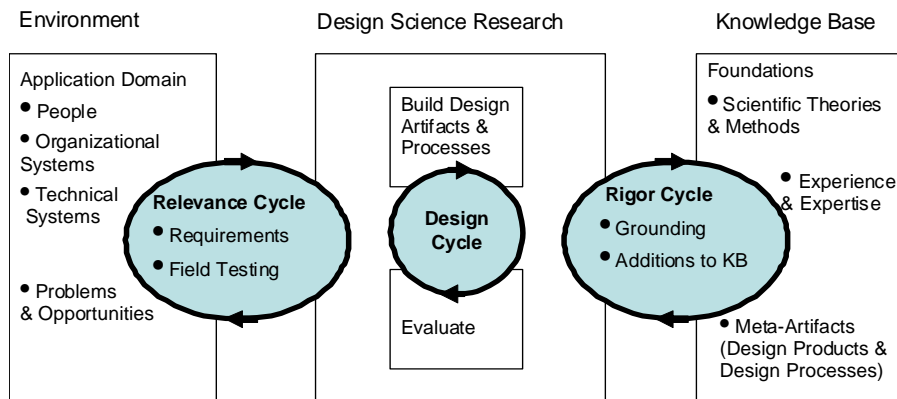 Environment
Design Science Research
Knowledge Base
Application Domain
• People
• Organizational
Systems
• Technical
Systems
• Problems
& Opportunities
Relevance Cycle
• Requirements
• Field Testing
Build Design
Artifacts &
Processes
Design
Cycle
Evaluate
Rigor Cycle
• Grounding
• Additions to KB
Foundations
• Scientific Theories
& Methods
• Experience
& Expertise
• Meta-Artifacts
(Design Products &
Design Processes)